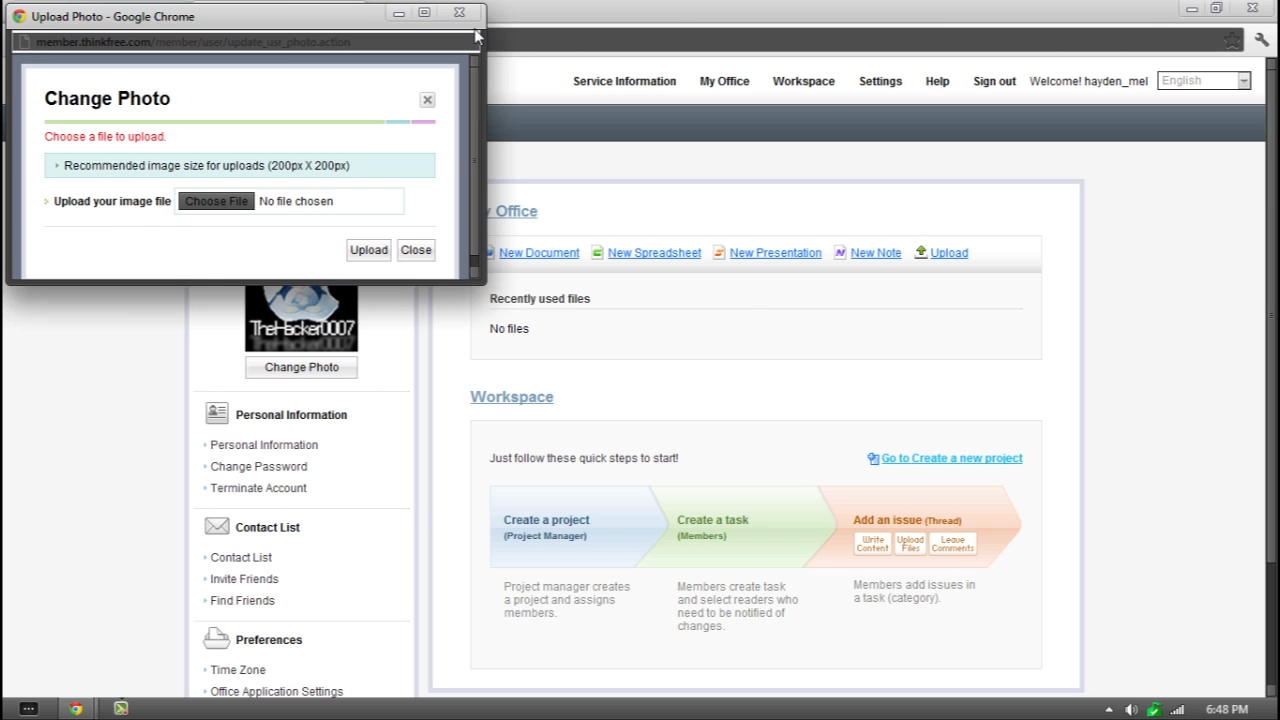 Upload Photo - Google Chrome
member.thinkfree.com/member/user/update_usr_photo.action
Change Photo
Choose a file to upload.
Recommended image size for uploads (200px X 200px)
Upload your image file Choose File No file chosen
Upload Close
Service Information My Office Workspace Settings Help Sign out Welcome! hayden_mel English
y Office
New Document New Spreadsheet New Presentation New Note Upload
Recently used files
No files
TheHacker0007
Change Photo
Personal Information
Personal Information
Change Password
Terminate Account
Contact List
Contact List
Invite Friends
Find Friends
Preferences
Time Zone
Office Application Settings
Workspace
Just follow these quick steps to start! Go to Create a new project
Create a project
(Project Manager)
Create a task
(Members)
Add an issue (Thread)
Write
Content
Upload
Files
Leave
Comments
Project manager creates
a project and assigns
members.
Members create task
and select readers who
need to be notified of
changes.
Members add issues in
a task (category).
6:48 PM